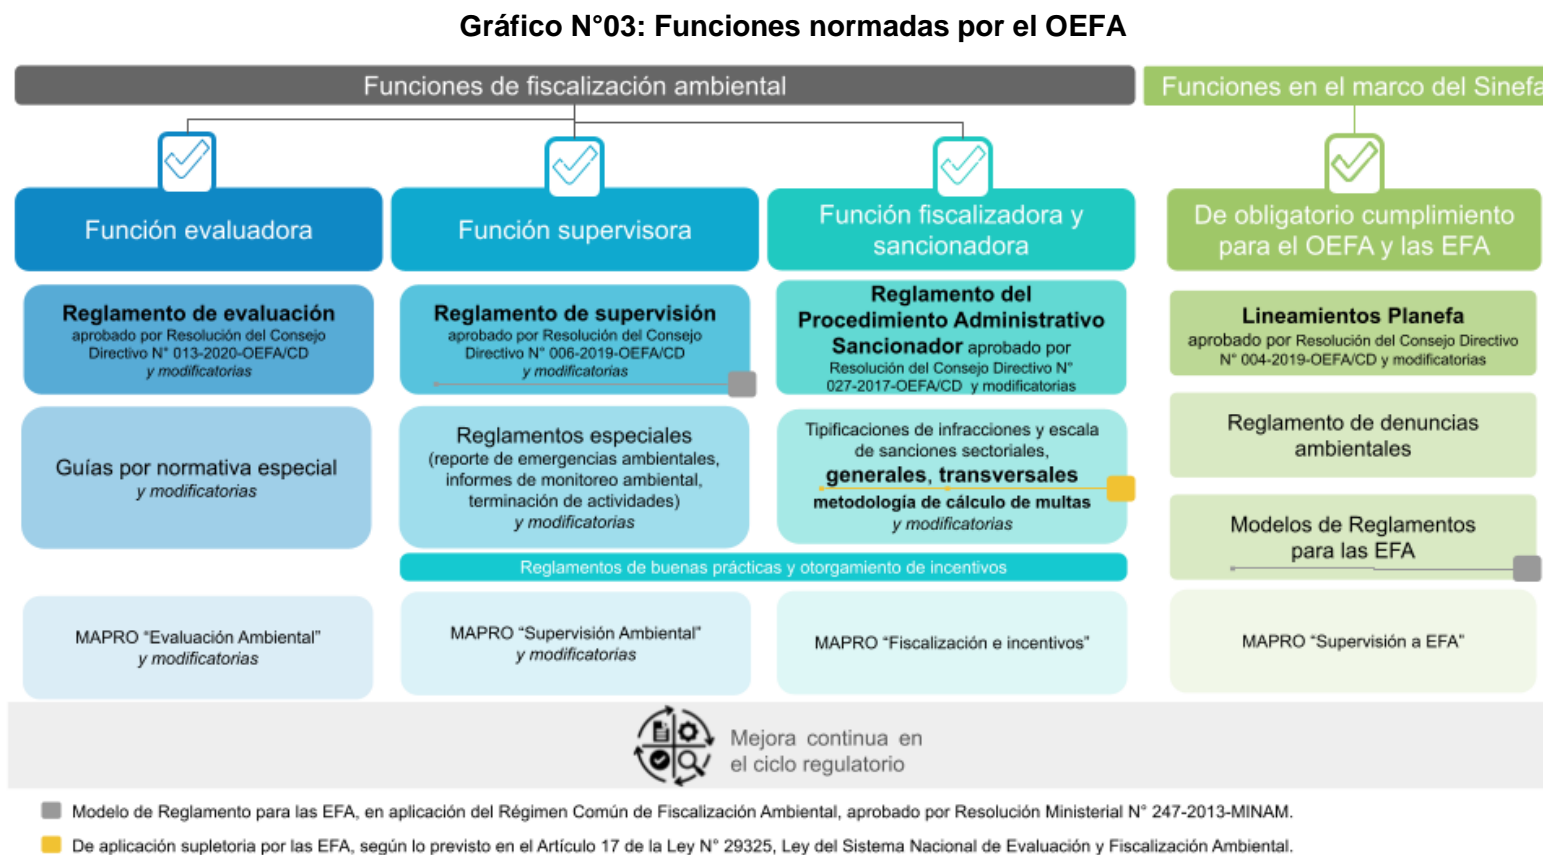 Gráfico N°03: Funciones normadas por el OEFA
Funciones de fiscalización ambiental
Funciones en el marco del Sinefa
Función evaluadora
Función supervisora
Función fiscalizadora y
sancionadora
De obligatorio cumplimiento
para el OEFA y las EFA
Reglamento de evaluación
aprobado por Resolución del Consejo
Directivo N° 013-2020-OEFA/CD
y modificatorias
Reglamento de supervisión
aprobado por Resolución del Consejo
Directivo N° 006-2019-OEFA/CD
y modificatorias
Reglamento del
Procedimiento Administrativo
Sancionador aprobado por
Resolución del Consejo Directivo N°
027-2017-OEFA/CD y modificatorias
Lineamientos Planefa
aprobado por Resolución del Consejo Directivo
N° 004-2019-OEFA/CD y modificatorias
Guías por normativa especial
y modificatorias
Reglamentos especiales
(reporte de emergencias ambientales,
informes de monitoreo ambiental,
terminación de actividades)
y modificatorias
Tipificaciones de infracciones y escala
de sanciones sectoriales,
generales, transversales
metodología de cálculo de multas
y modificatorias
Reglamento de denuncias
ambientales
Modelos de Reglamentos
para las EFA
Reglamentos de buenas prácticas y otorgamiento de incentivos
MAPRO “Evaluación Ambiental”
y modificatorias
MAPRO “Supervisión Ambiental”
y modificatorias
MAPRO “Fiscalización e incentivos”
MAPRO “Supervisión a EFA”
Mejora continua en
el ciclo regulatorio
Modelo de Reglamento para las EFA, en aplicación del Régimen Común de Fiscalización Ambiental, aprobado por Resolución Ministerial N° 247-2013-MINAM.
De aplicación supletoria por las EFA, según lo previsto en el Artículo 17 de la Ley N° 29325, Ley del Sistema Nacional de Evaluación y Fiscalización Ambiental.